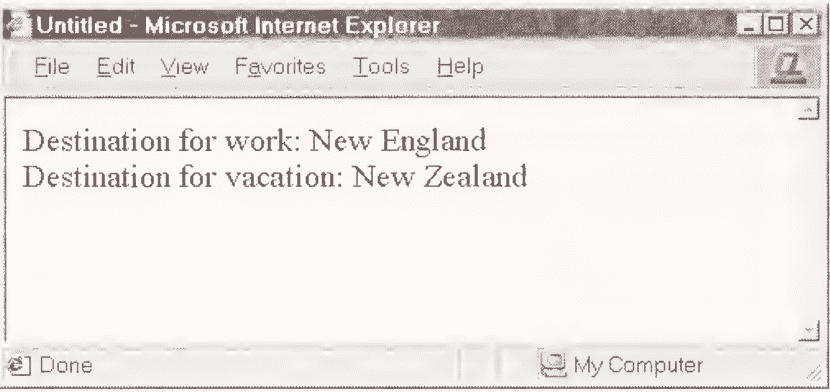 Untitled - Microsoft Internet Explorer
File Edit View Favorites Tools Help
Destination for work: New England
Destination for vacation: New Zealand
Done My Computer